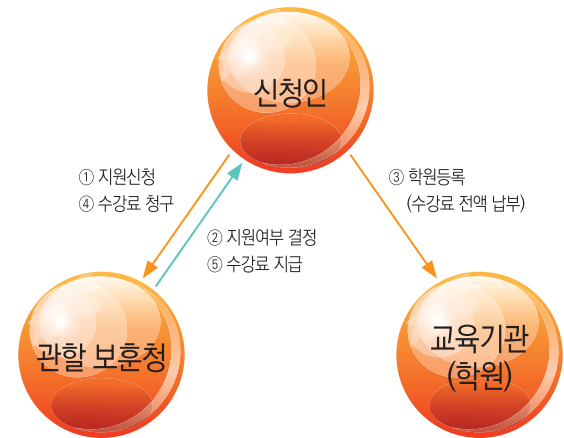 신청인
① 지원신청
④ 수강료 청구
② 지원여부 결정
⑤ 수강료 지급
③ 학원등록
(수강료 전액 납부)
관할 보훈청
교육기관
(학원)